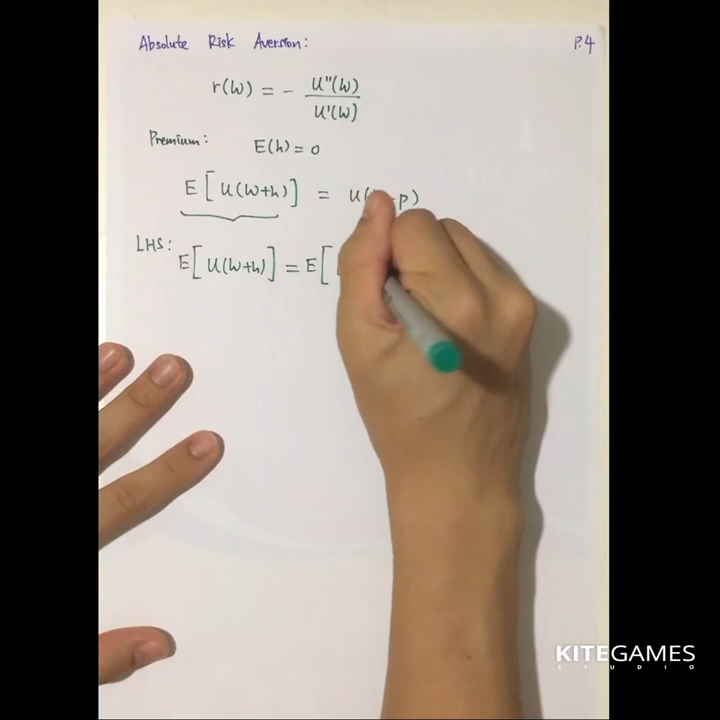 Absolute Risk Aversion: P.4
r(w) = - u"(w) / u'(w)
Premium: E(h) = 0
E[u(w+h)] = u( -p)
LHS:
E[u(w+h)] = E[
KITEGAMES
STUDIO